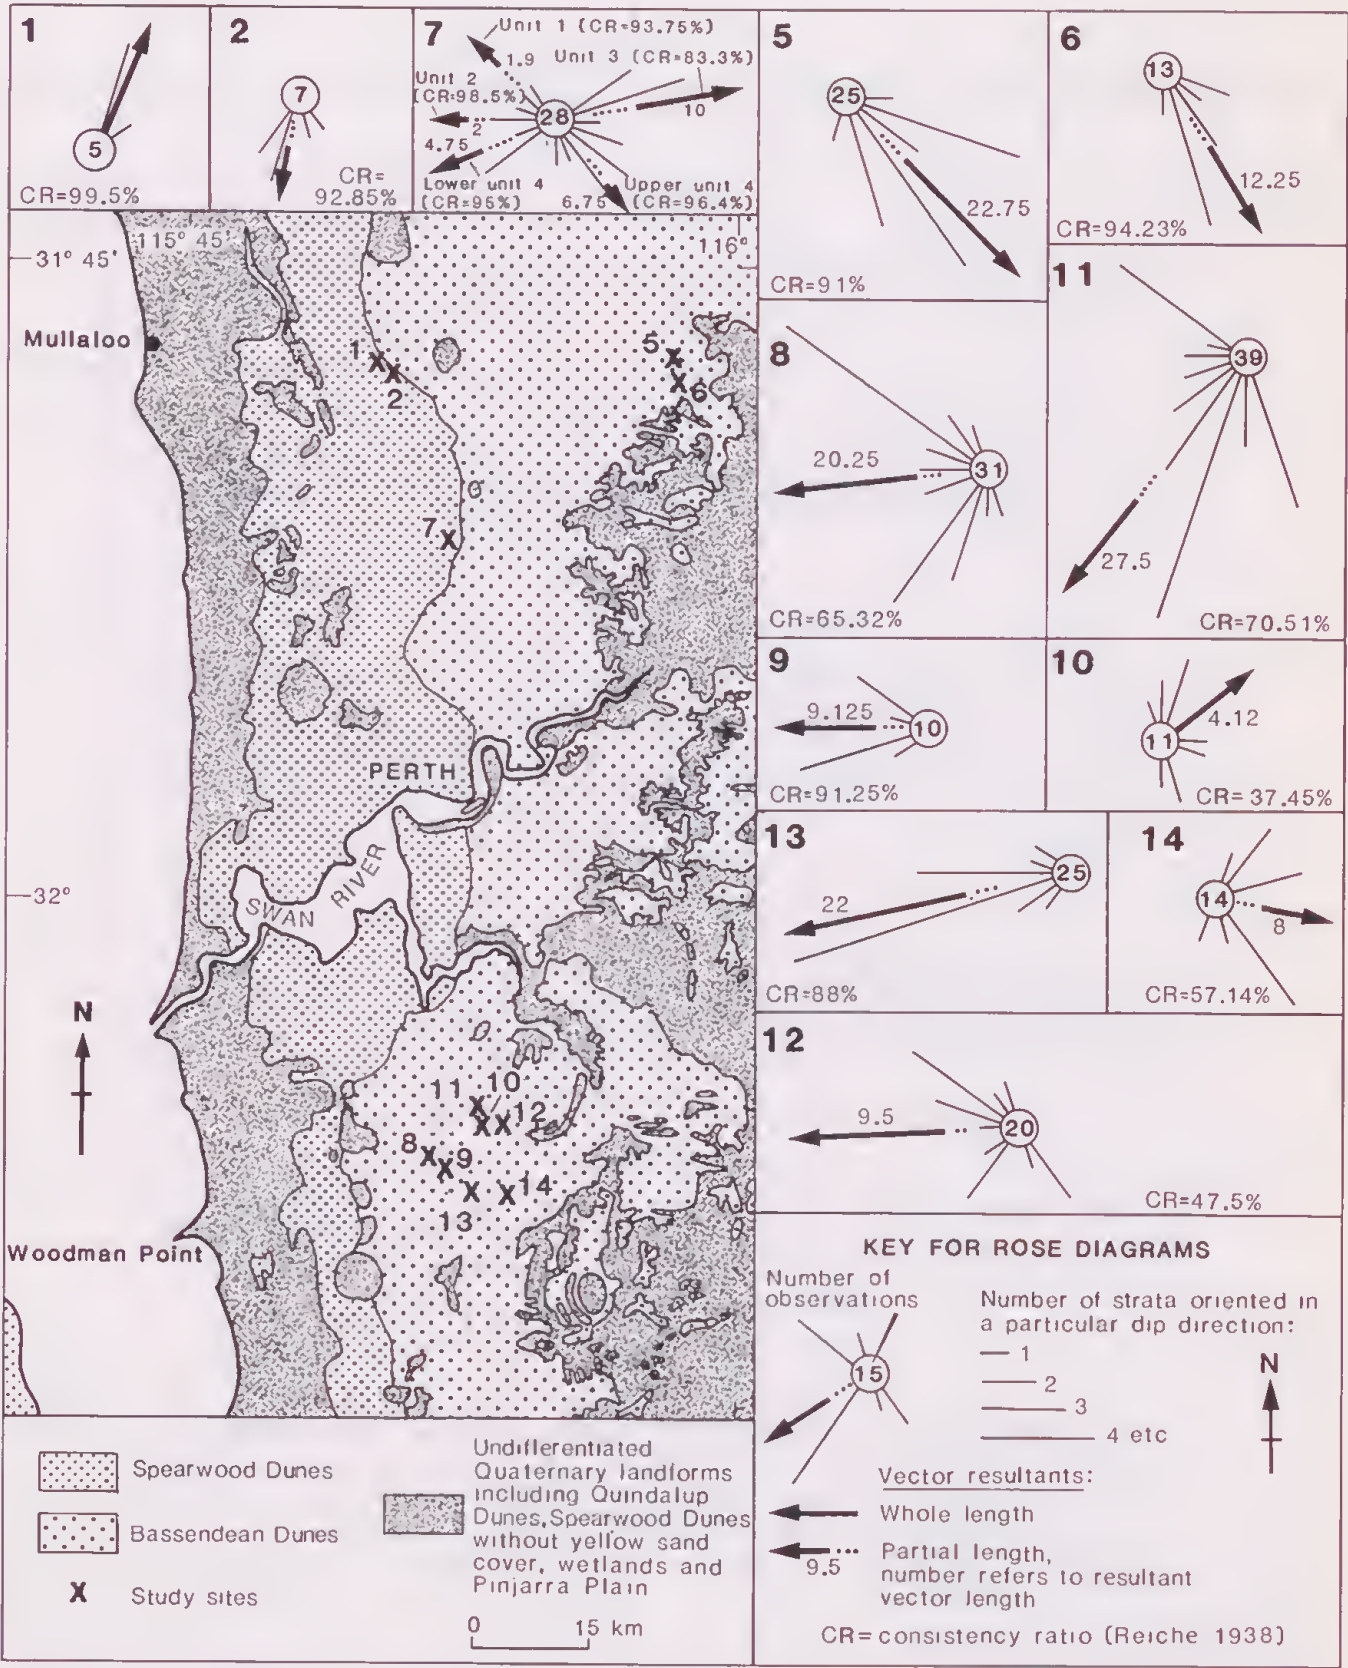 1
5
CR=99.5%
2
7
CR=
92.85%
7
Unit 1 (CR=93.75%)
1.9
Unit 3 (CR=83.3%)
Unit 2
(CR=98.5%)
28
10
2
4.75
Lower unit 4
(CR=95%)
6.75
Upper unit 4
(CR=96.4%)
5
25
22.75
CR=91%
6
13
12.25
CR=94.23%
115° 45'
116°
31° 45'
Mullaloo
1
2
5
6
7
PERTH
SWAN RIVER
32°
N
11
10
12
8
9
14
13
Woodman Point
8
31
20.25
CR=65.32%
11
39
27.5
CR=70.51%
9
10
9.125
CR=91.25%
10
11
4.12
CR=37.45%
13
25
22
CR=88%
14
14
8
CR=57.14%
12
20
9.5
CR=47.5%
KEY FOR ROSE DIAGRAMS
Number of
observations
15
Number of strata oriented in
a particular dip direction:
1
2
3
4 etc
N
Vector resultants:
Whole length
Partial length,
number refers to resultant
vector length
9.5
CR=consistency ratio (Reiche 1938)
Spearwood Dunes
Bassendean Dunes
X Study sites
Undifferentiated
Quaternary landforms
including Quindalup
Dunes,Spearwood Dunes
without yellow sand
cover, wetlands and
Pinjarra Plain
0 15 km